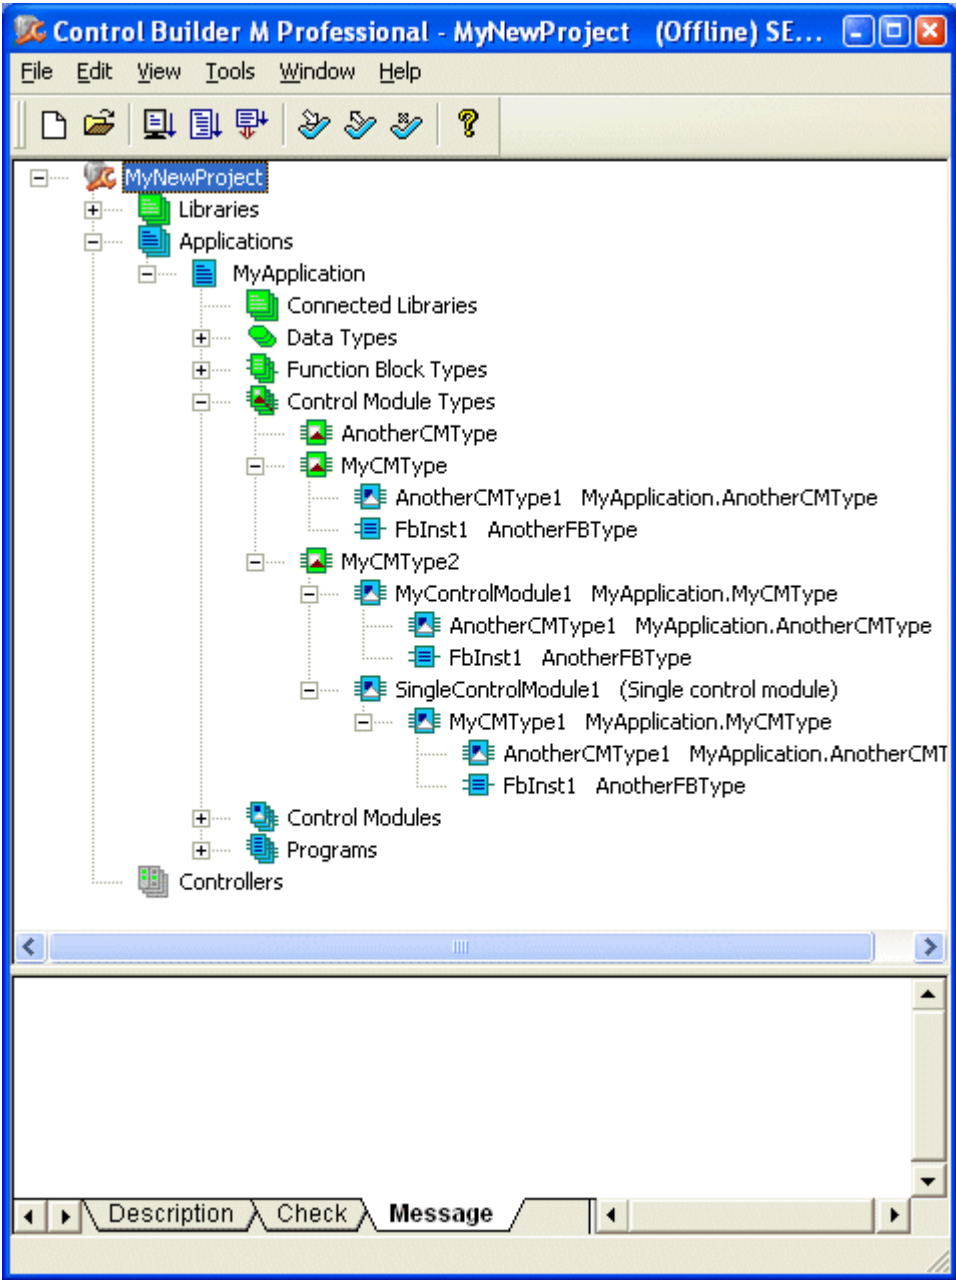 Control Builder M Professional - MyNewProject (Offline) SE...
File Edit View Tools Window Help
MyNewProject
Libraries
Applications
MyApplication
Connected Libraries
Data Types
Function Block Types
Control Module Types
AnotherCMType
MyCMType
AnotherCMType1 MyApplication.AnotherCMType
FbInst1 AnotherFBType
MyCMType2
MyControlModule1 MyApplication.MyCMType
AnotherCMType1 MyApplication.AnotherCMType
FbInst1 AnotherFBType
SingleControlModule1 (Single control module)
MyCMType1 MyApplication.MyCMType
AnotherCMType1 MyApplication.AnotherCMT
FbInst1 AnotherFBType
Control Modules
Programs
Controllers
Description Check Message